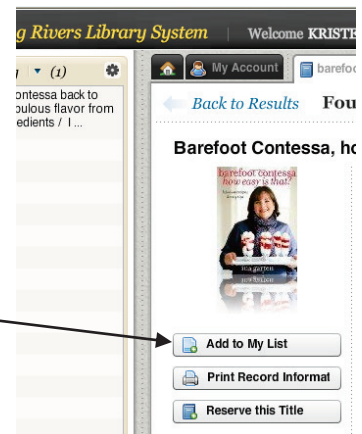 g Rivers Library System | Welcome KRISTE
(1)
My Account
barefoo
ontessa back to
oulous flavor from
edients / I ...
Back to Results Fou
Barefoot Contessa, ho
barefoot contessa
how easy is that?
ina garten
Add to My List
Print Record Informat
Reserve this Title